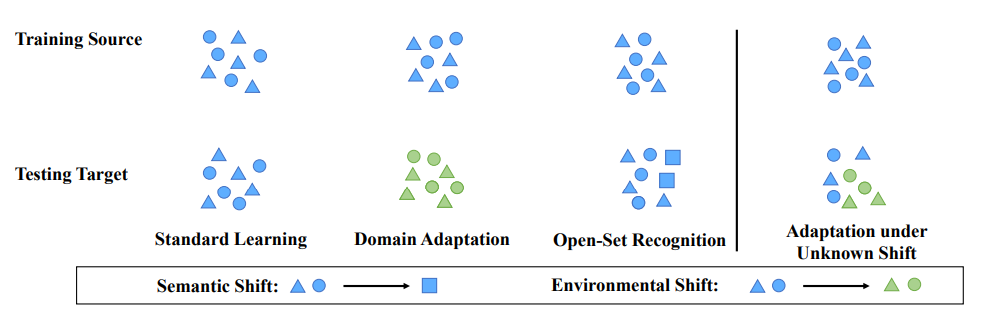 Training Source
Testing Target
Standard Learning
Domain Adaptation
Open-Set Recognition
Adaptation under
Unknown Shift
Semantic Shift:
Environmental Shift: